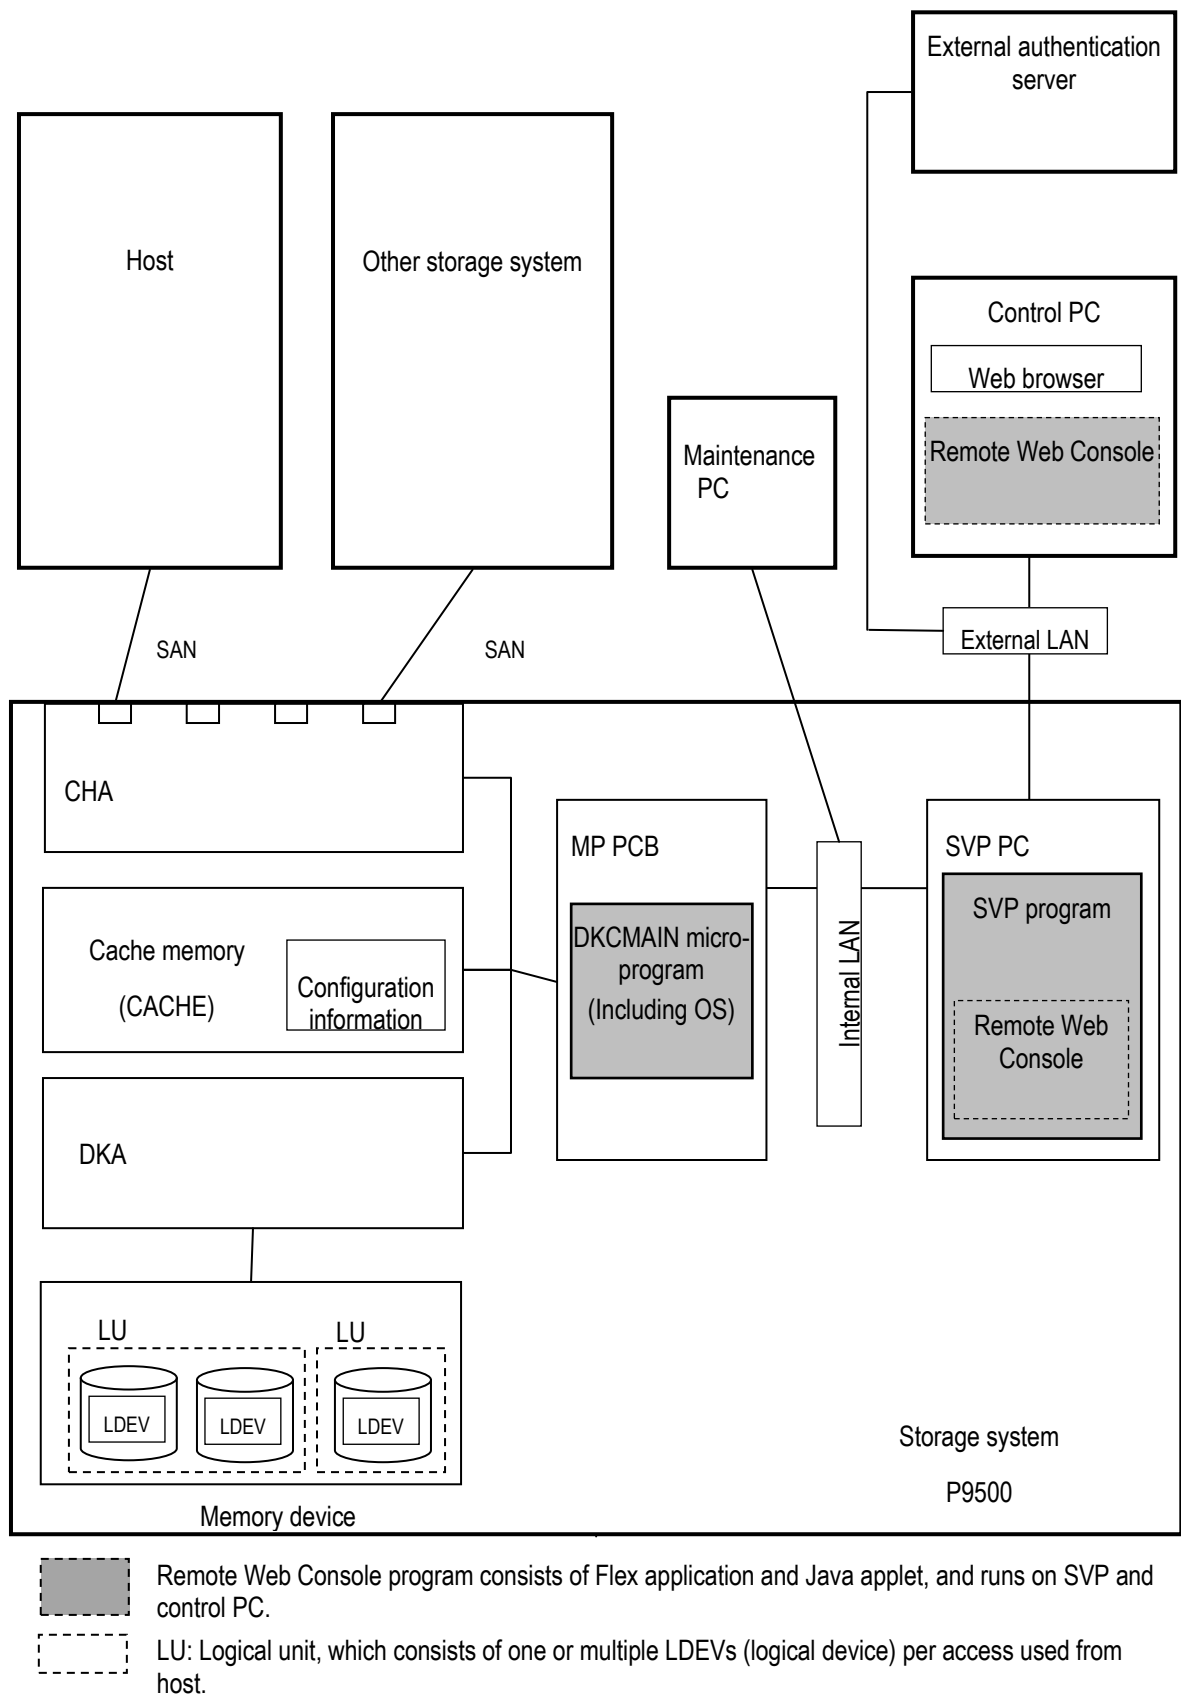 External authentication
server
Host
Other storage system
Control PC
Web browser
Remote Web Console
Maintenance
PC
SAN
SAN
External LAN
CHA
MP PCB
SVP PC
DKCMAIN micro-
program
(Including OS)
Internal LAN
SVP program
Remote Web
Console
Cache memory
(CACHE)
Configuration
information
DKA
LU
LU
LDEV
LDEV
LDEV
Memory device
Storage system
P9500
Remote Web Console program consists of Flex application and Java applet, and runs on SVP and
control PC.
LU: Logical unit, which consists of one or multiple LDEVs (logical device) per access used from
host.